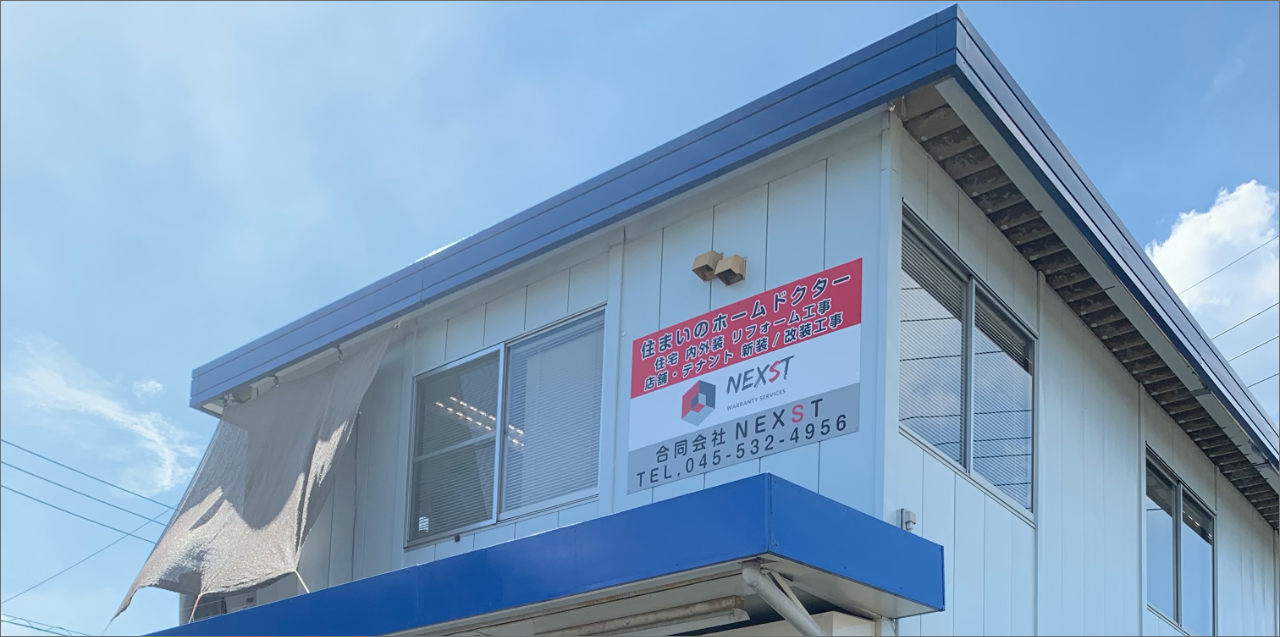 住まいのホームドクター
住宅 内外装 リフォーム工事
店舗・テナント 新装/改装工事
NEXST
WARRANTY SERVICES
合同会社 NEXST
TEL.045-532-4956